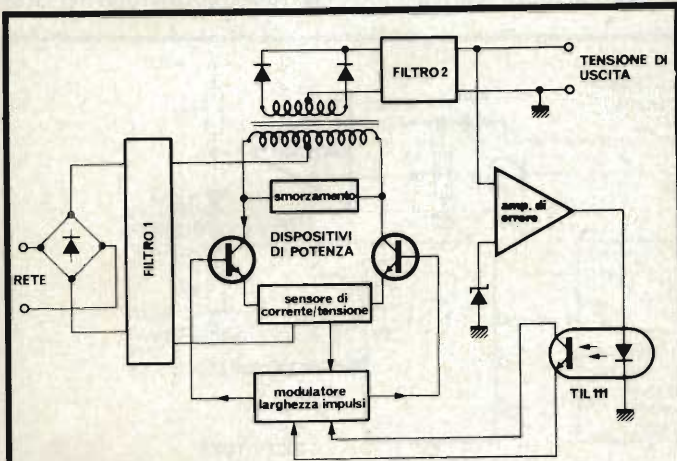 FILTRO 2
TENSIONE DI
USCITA
smorzamento
amp. di
errore
DISPOSITIVI
DI POTENZA
FILTRO 1
RETE
sensore di
corrente/tensione
modulatore
larghezza impulsi
TIL 111